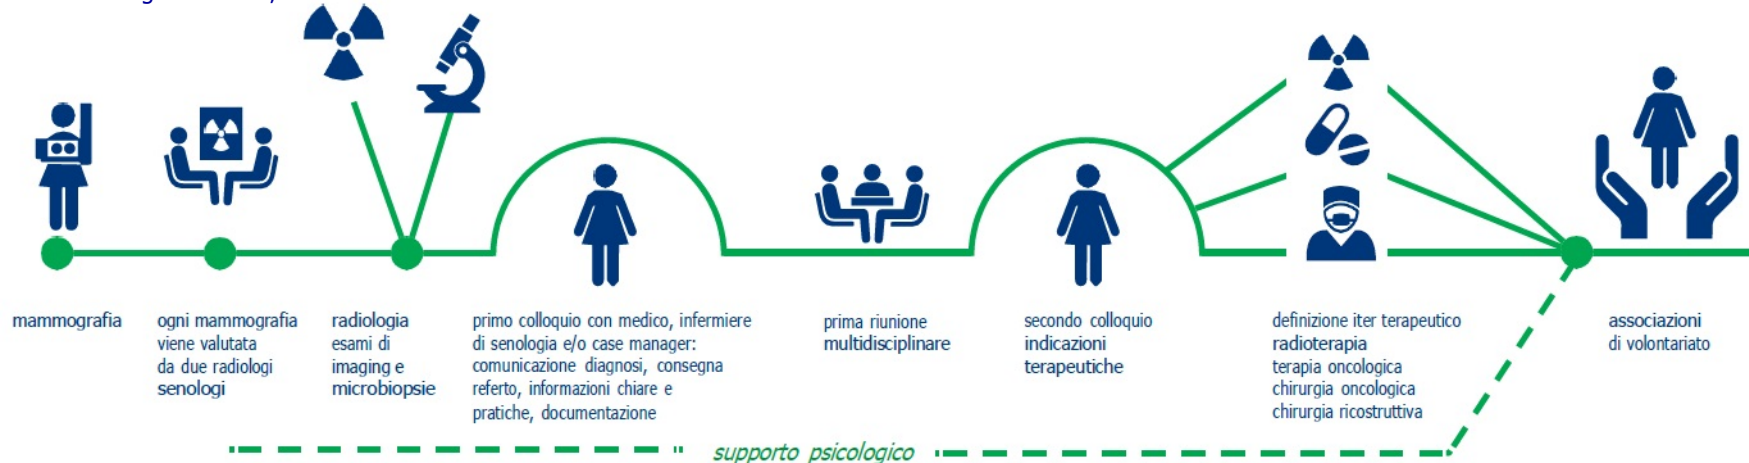 mammografia
ogni mammografia
viene valutata
da due radiologi
senologi
radiologia
esami di
imaging e
microbiopsie
primo colloquio con medico, infermiere
di senologia e/o case manager:
comunicazione diagnosi, consegna
referto, informazioni chiare e
pratiche, documentazione
prima riunione
multidisciplinare
secondo colloquio
indicazioni
terapeutiche
definizione iter terapeutico
radioterapia
terapia oncologica
chirurgia oncologica
chirurgia ricostruttiva
associazioni
di volontariato
supporto psicologico